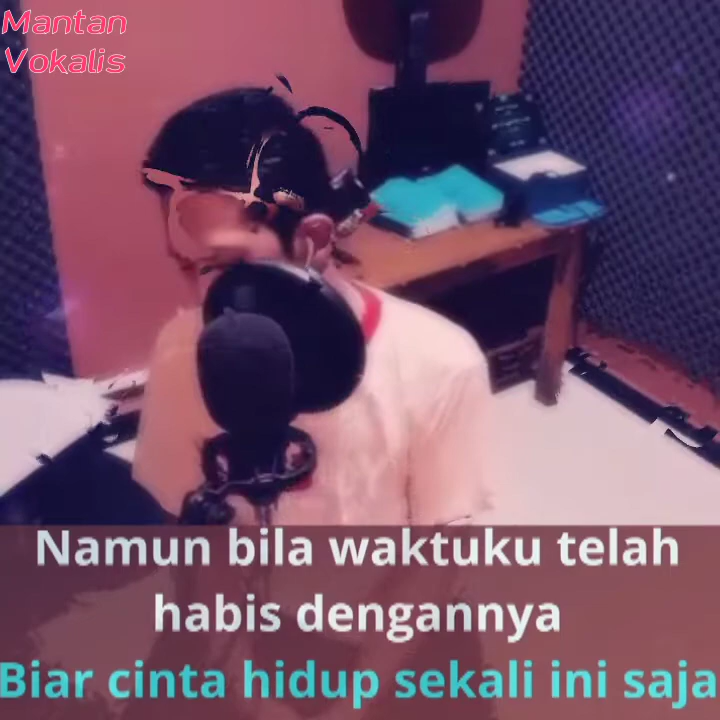 Mantan
Vokalis
Namun bila waktuku telah
habis dengannya
Biar cinta hidup sekali ini saja